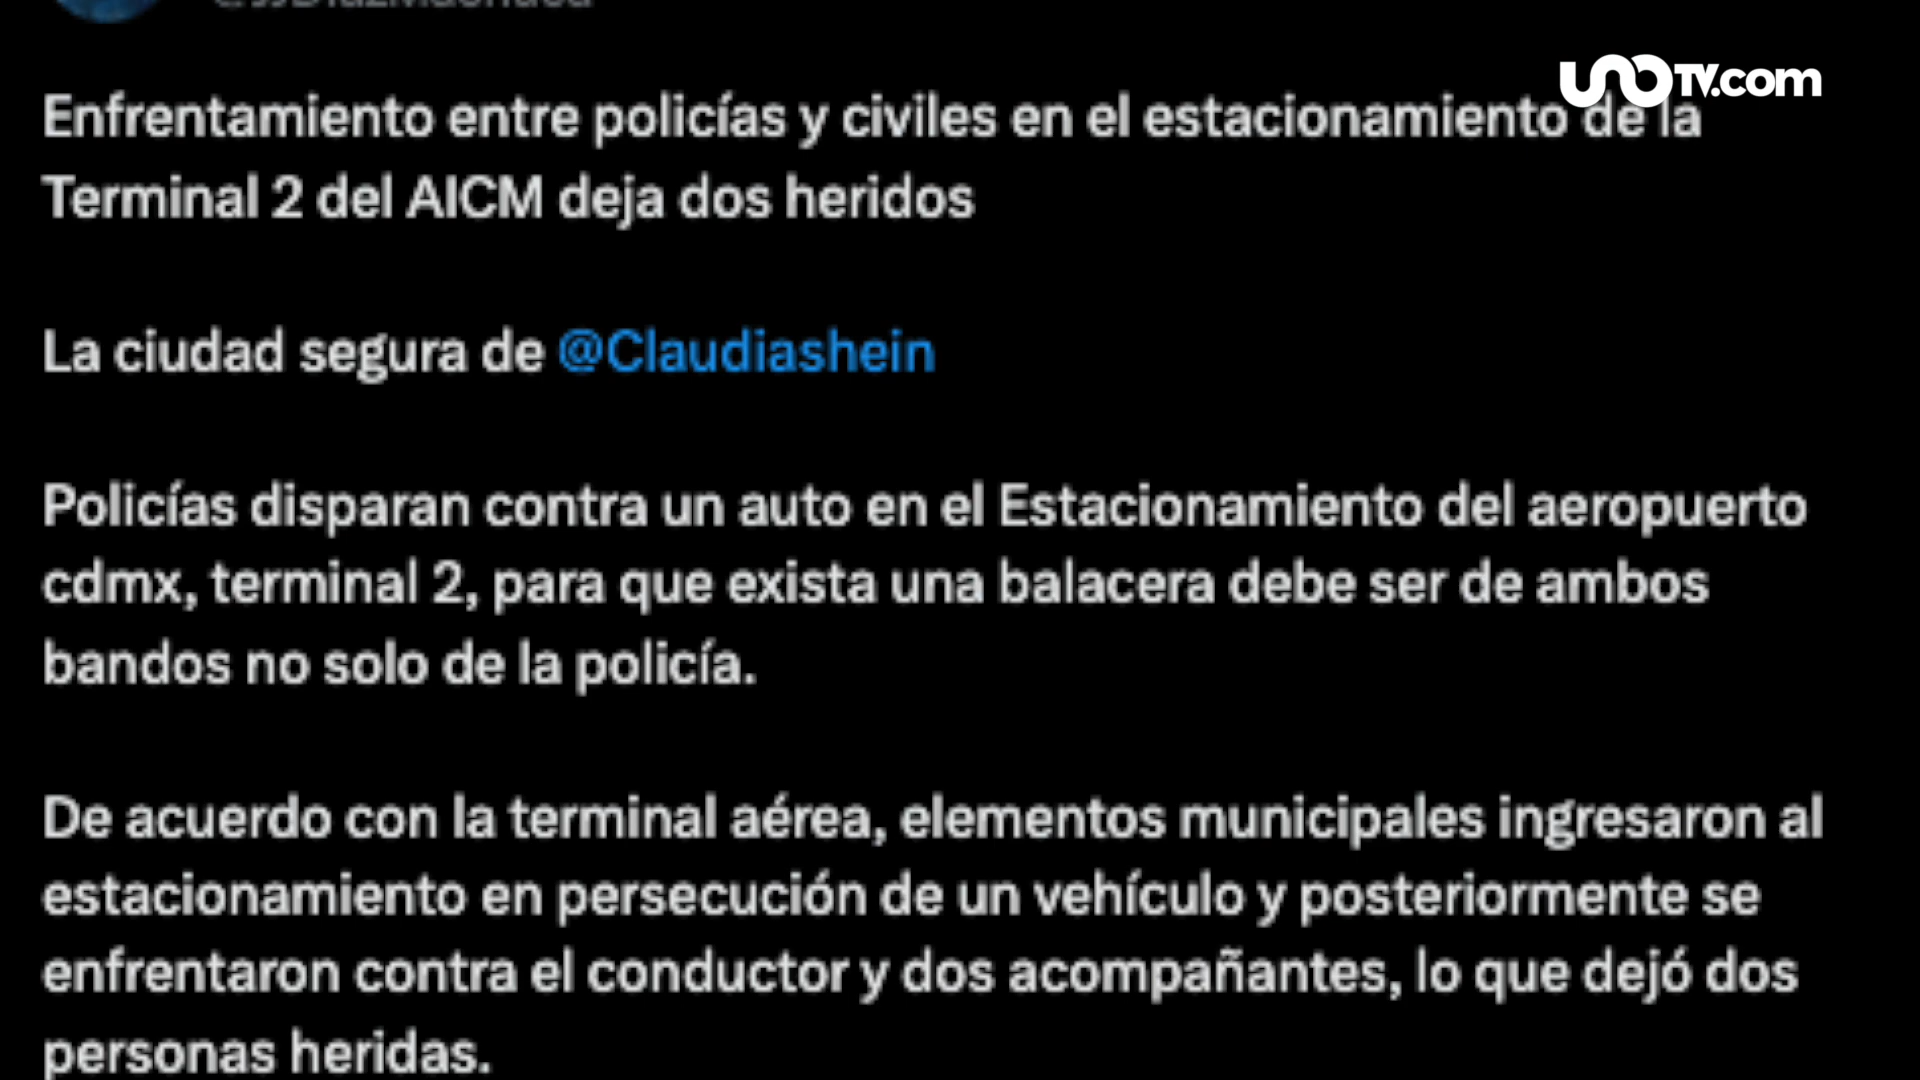 UNOTV.com
Enfrentamiento entre policías y civiles en el estacionamiento de la
Terminal 2 del AICM deja dos heridos
La ciudad segura de @Claudiashein
Policías disparan contra un auto en el Estacionamiento del aeropuerto
cdmx, terminal 2, para que exista una balacera debe ser de ambos
bandos no solo de la policía.
De acuerdo con la terminal aérea, elementos municipales ingresaron al
estacionamiento en persecución de un vehículo y posteriormente se
enfrentaron contra el conductor y dos acompañantes, lo que dejó dos
personas heridas.